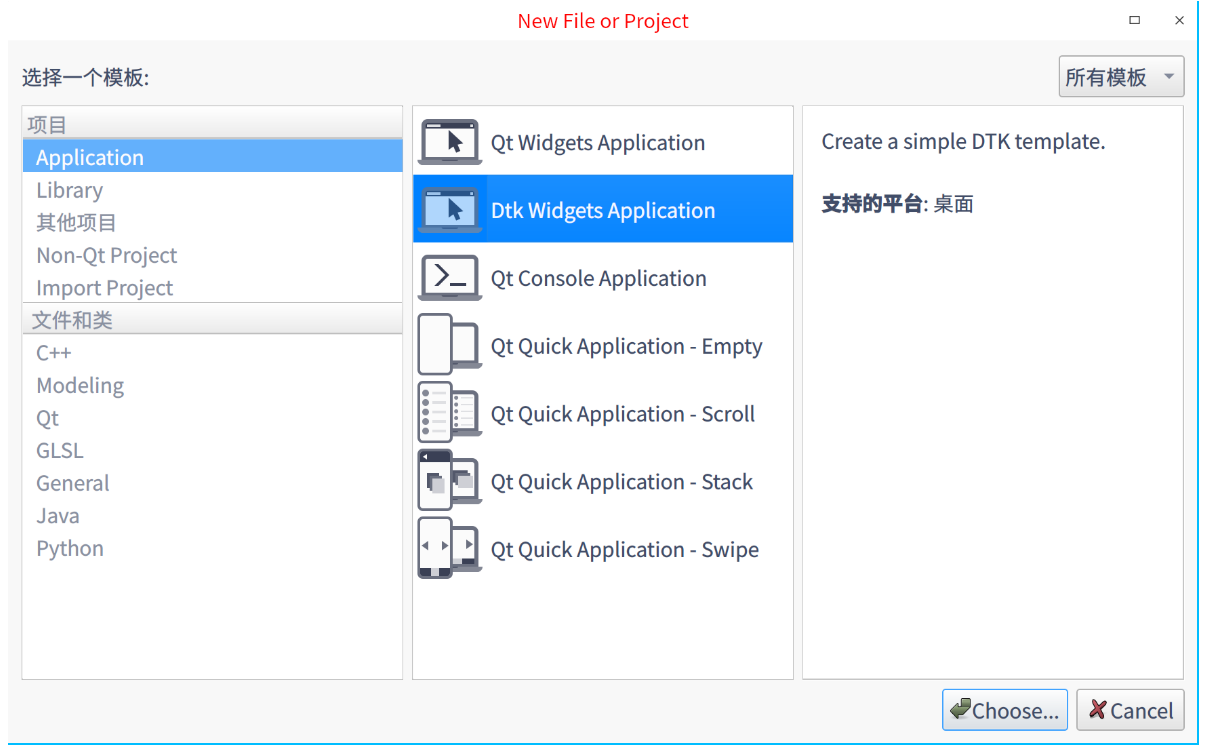 New File or Project
选择一个模板:
所有模板
项目
Application
Library
其他项目
Non-Qt Project
Import Project
文件和类
C++
Modeling
Qt
GLSL
General
Java
Python
Qt Widgets Application
Dtk Widgets Application
Qt Console Application
Qt Quick Application - Empty
Qt Quick Application - Scroll
Qt Quick Application - Stack
Qt Quick Application - Swipe
Create a simple DTK template.
支持的平台: 桌面
Choose...
Cancel